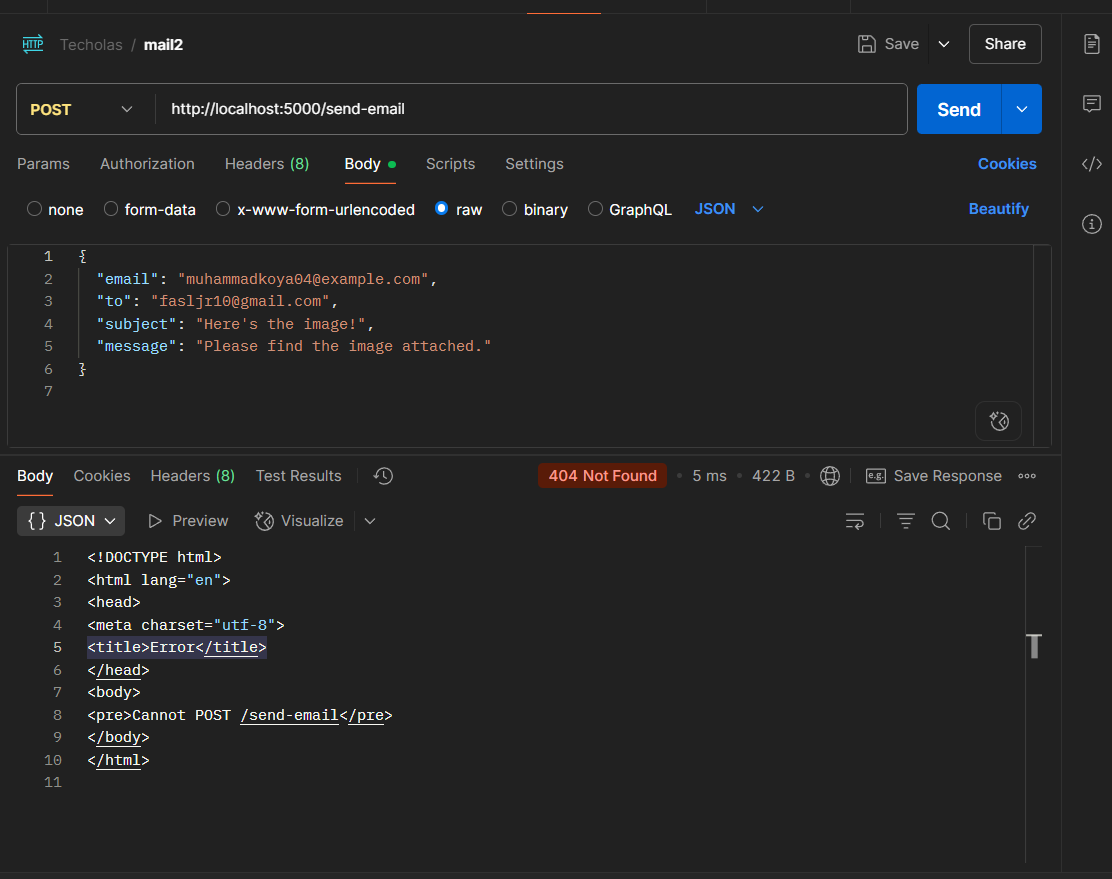 HTTP Techolas / mail2 Save Share
POST http://localhost:5000/send-email Send
Params Authorization Headers (8) Body Scripts Settings Cookies
none form-data x-www-form-urlencoded raw binary GraphQL JSON Beautify
1 {
2 "email": "muhammadkoya04@example.com",
3 "to": "fasljr10@gmail.com",
4 "subject": "Here's the image!",
5 "message": "Please find the image attached."
6 }
7
Body Cookies Headers (8) Test Results 404 Not Found 5 ms 422 B e.g. Save Response
{} JSON Preview Visualize
1 <!DOCTYPE html>
2 <html lang="en">
3 <head>
4 <meta charset="utf-8">
5 <title>Error</title>
6 </head>
7 <body>
8 <pre>Cannot POST /send-email</pre>
9 </body>
10 </html>
11